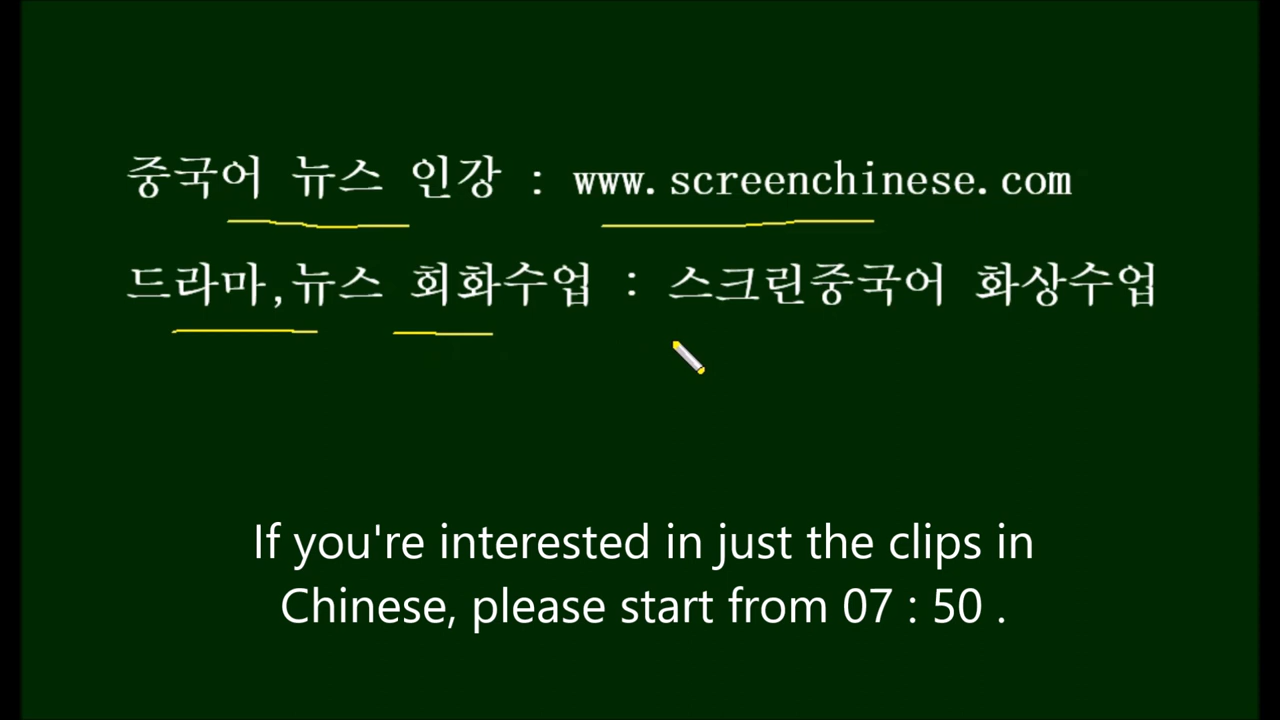 중국어 뉴스 인강 : www.screenchinese.com
드라마,뉴스 회화수업 : 스크린중국어 화상수업
If you're interested in just the clips in
Chinese, please start from 07 : 50 .